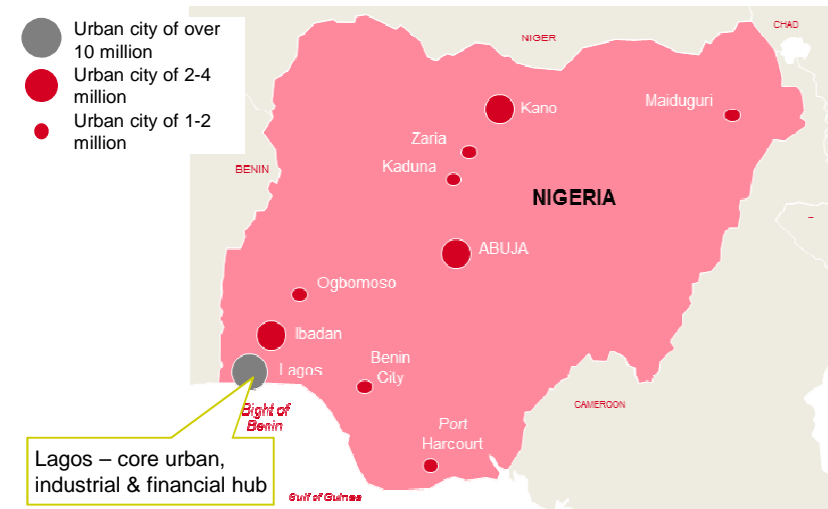 Urban city of over
10 million
Urban city of 2-4
million
Urban city of 1-2
million
CHAD
NIGER
Maiduguri
Kano
Zaria
Kaduna
BENIN
NIGERIA
ABUJA
Ogbomoso
Ibadan
Lagos
Benin
City
CAMEROON
Bight of
Benin
Port
Harcourt
Lagos – core urban,
industrial & financial hub
Gulf of Guinea